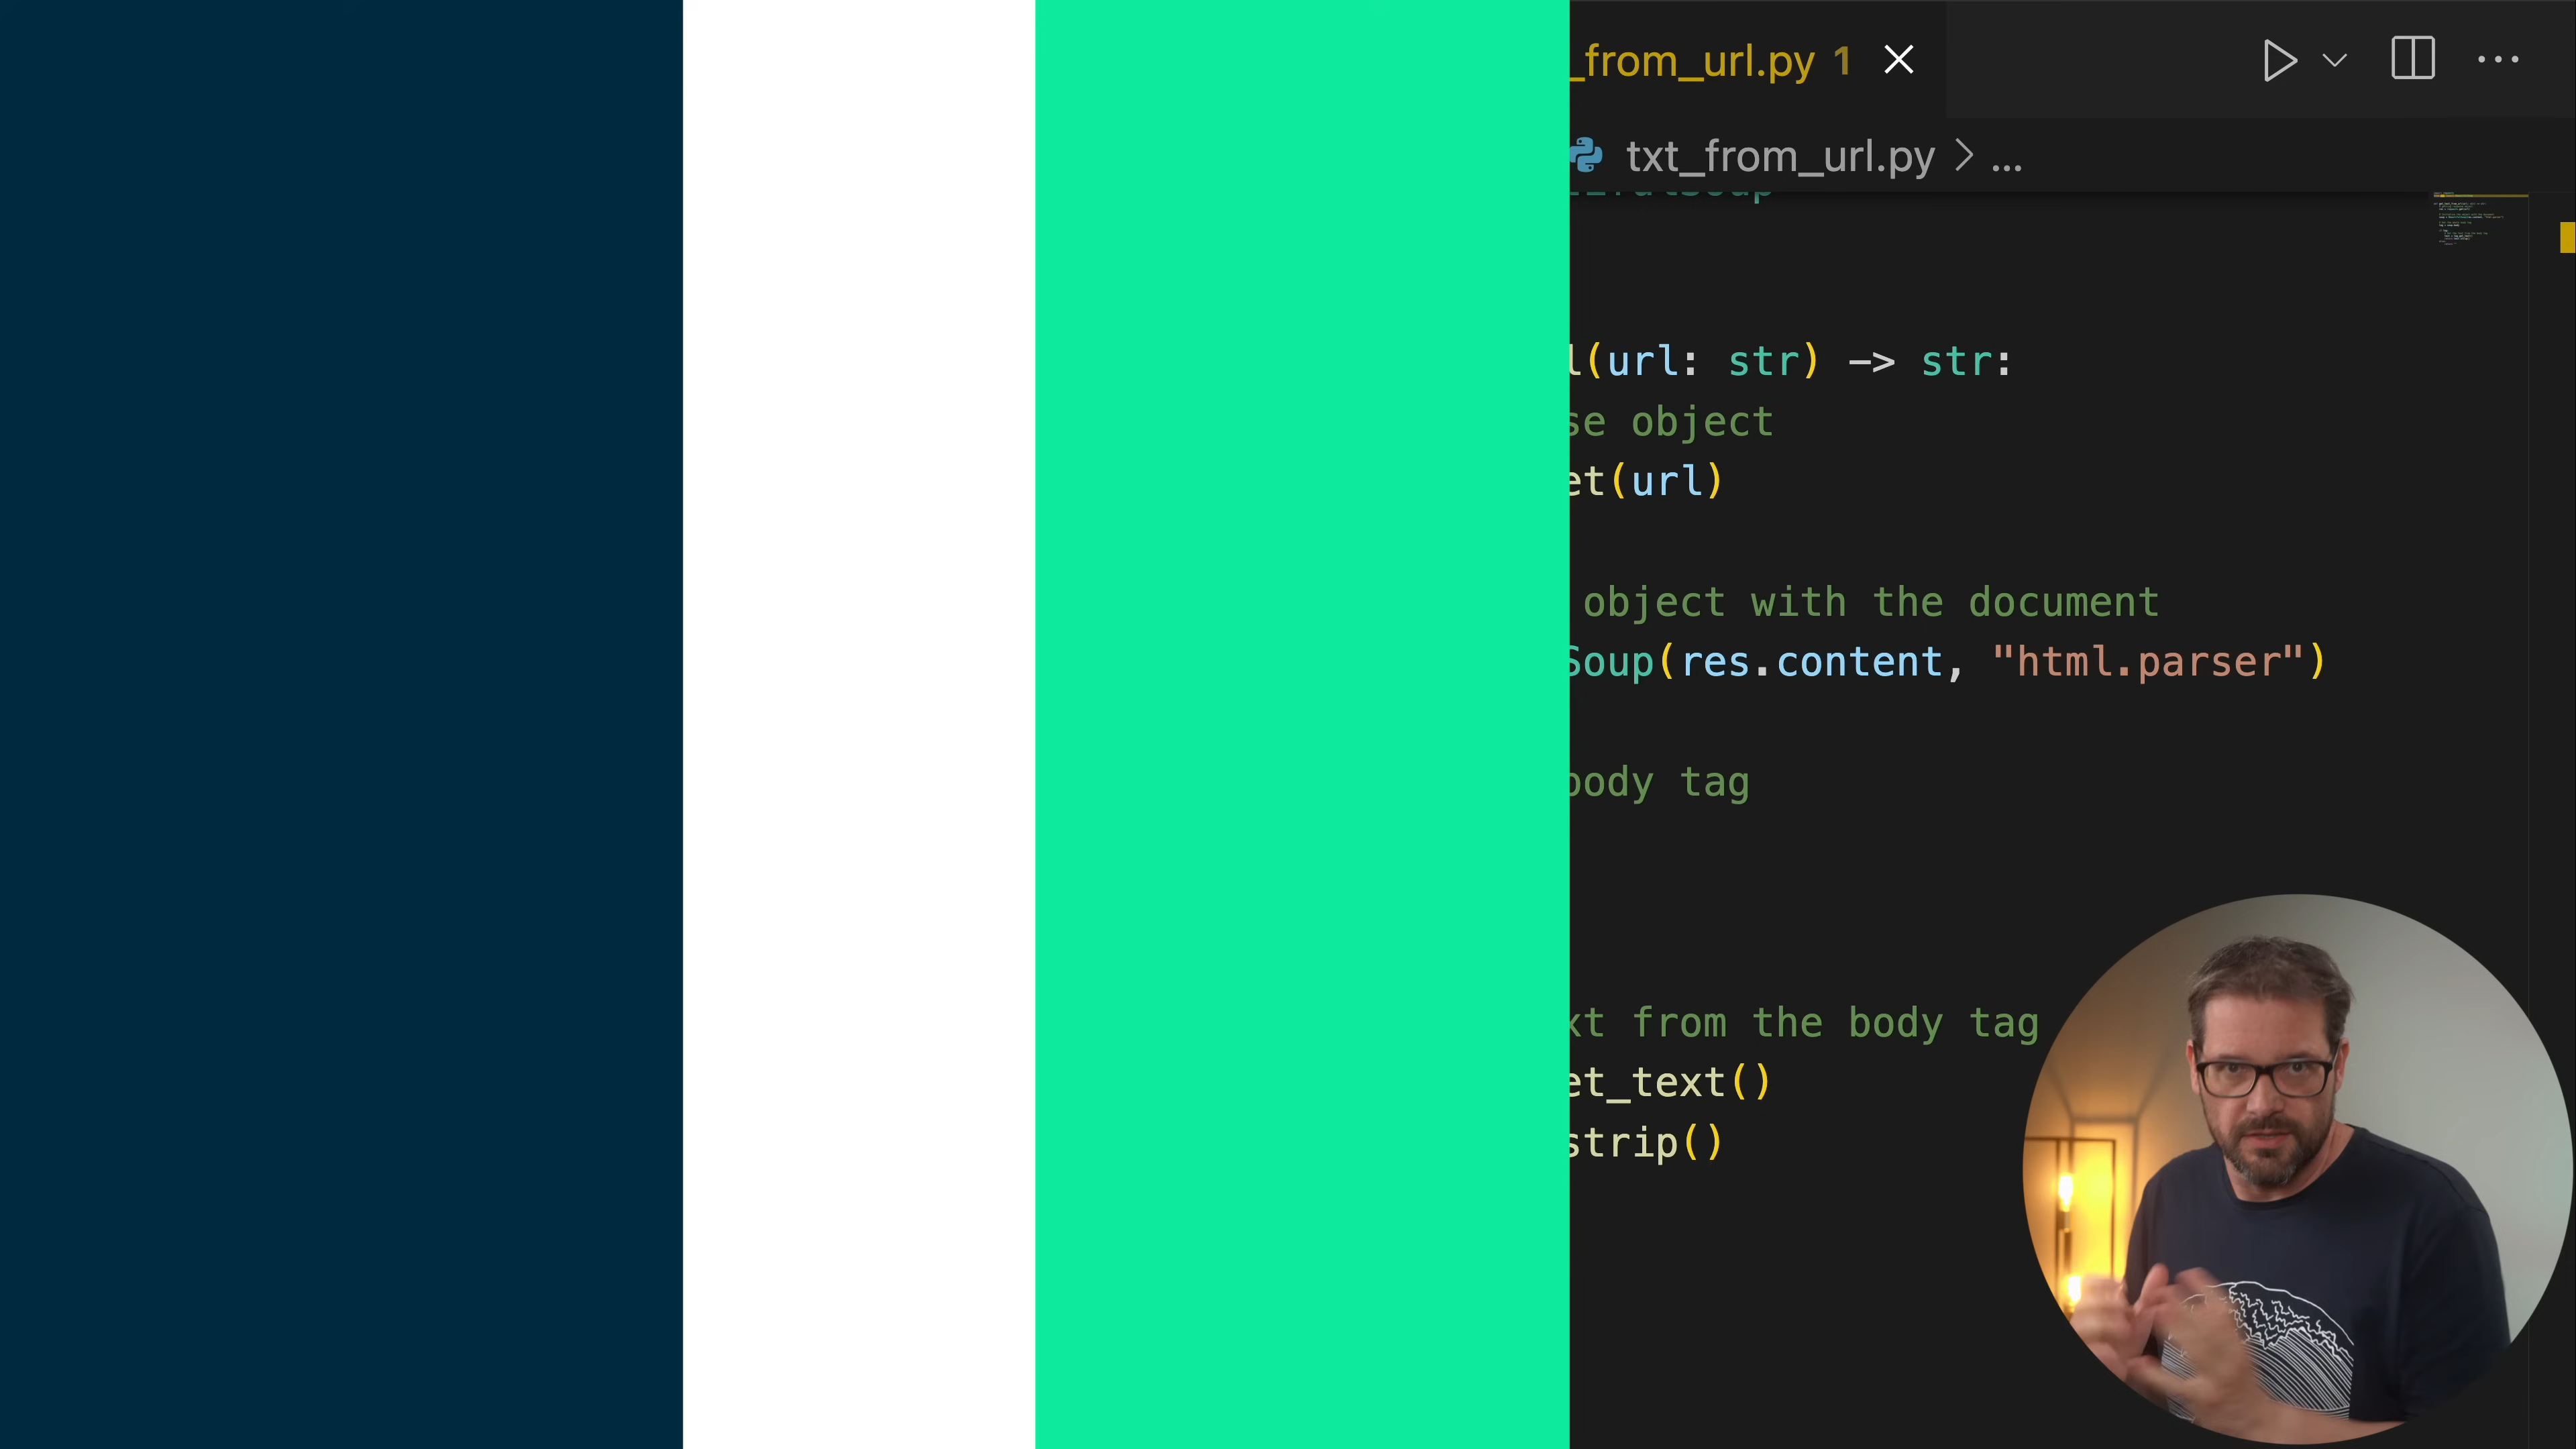 _from_url.py 1
txt_from_url.py > ...
l(url: str) -> str:
se object
et(url)
object with the document
Soup(res.content, "html.parser")
body tag
xt from the body tag
et_text()
strip()